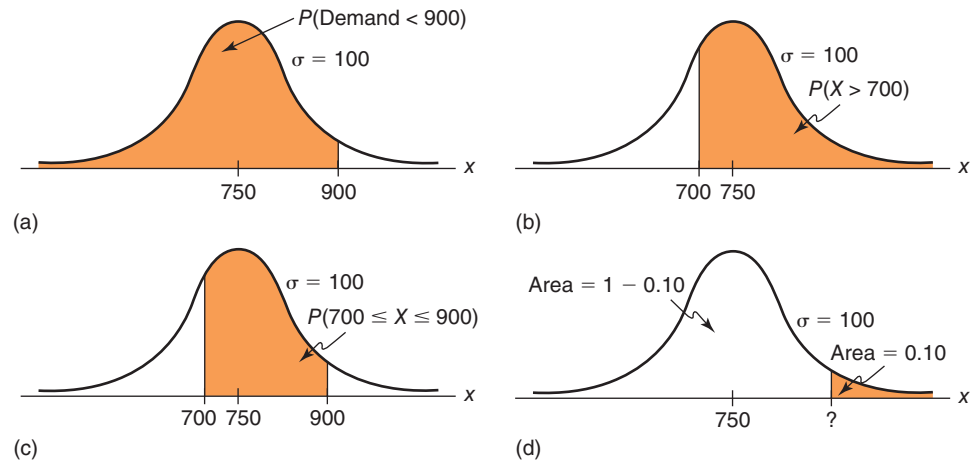 P(Demand < 900)
σ = 100
x
750
900
(a)
σ = 100
P(X > 700)
x
700 750
(b)
σ = 100
P(700 ≤ X ≤ 900)
x
700 750
900
(c)
Area = 1 − 0.10
σ = 100
Area = 0.10
x
750
?
(d)